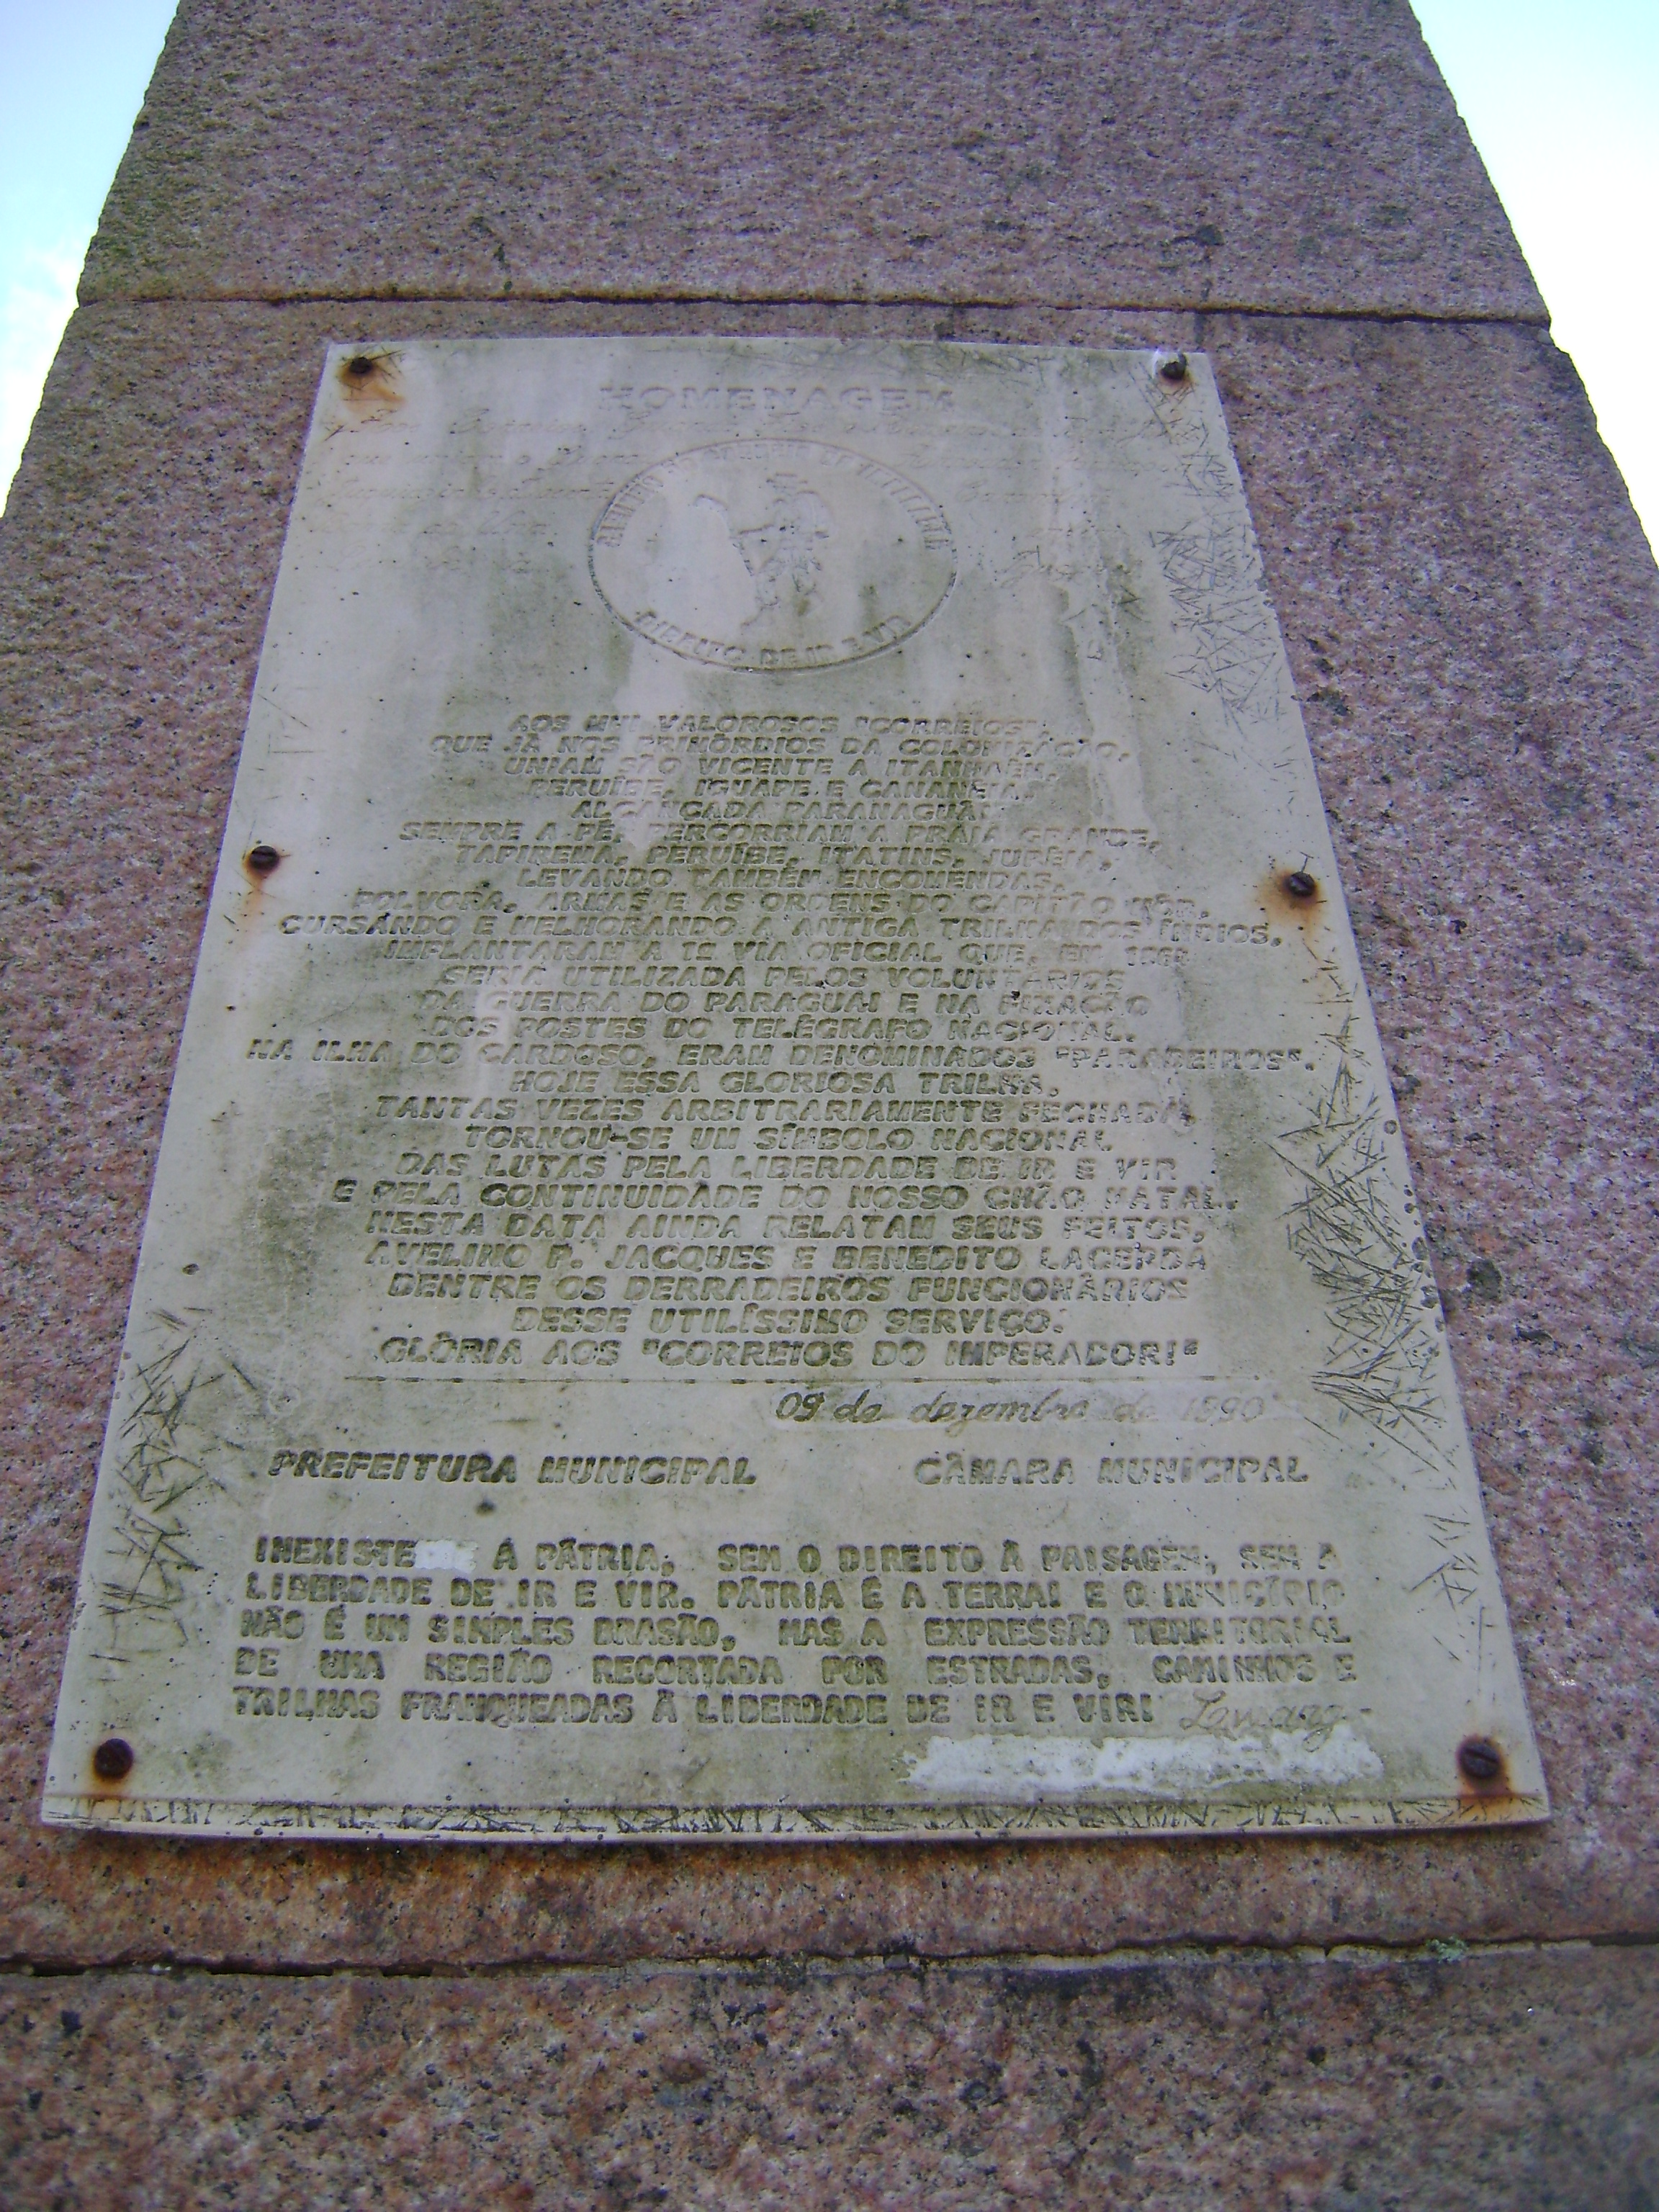 HOMENAGEM
DE IR E VIR
AOS MUI VALOROSOS "CORREIOS",
QUE JÁ NOS PRIMÓRDIOS DA COLONIZAÇÃO,
UNIAM SÃO VICENTE A ITANHAÉM,
PERUÍBE, IGUAPE E CANANÉIA.
ALCANÇADA PARANAGUÁ
SEMPRE A PÉ, PERCORRIAM A PRAIA GRANDE,
TAPIREMA, PERUÍBE, ITATINS, JURÉIA,
LEVANDO TAMBÉM ENCOMENDAS,
PÓLVORA, ARMAS E AS ORDENS DO CAPITÃO MÓR.
CURSANDO E MELHORANDO A ANTIGA TRILHA DOS ÍNDIOS,
IMPLANTARAM A 1ª VIA OFICIAL QUE, EM
SERIA UTILIZADA PELOS VOLUNTÁRIOS
DA GUERRA DO PARAGUAI E NA FIXAÇÃO
DOS POSTES DO TELÉGRAFO NACIONAL.
NA ILHA DO CARDOSO, ERAM DENOMINADOS "PARADEIROS".
HOJE ESSA GLORIOSA TRILHA,
TANTAS VEZES ARBITRARIAMENTE FECHADA,
TORNOU-SE UM SÍMBOLO NACIONAL
DAS LUTAS PELA LIBERDADE DE IR E VIR
E PELA CONTINUIDADE DO NOSSO CHÃO NATAL.
NESTA DATA AINDA RELATAM SEUS FEITOS,
AVELINO P. JACQUES E BENEDITO LACERDA
DENTRE OS DERRADEIROS FUNCIONÁRIOS
DESSE UTILÍSSIMO SERVIÇO.
GLÓRIA AOS "CORREIOS DO IMPERADOR!"
09 de dezembro de 1990
PREFEITURA MUNICIPAL CÂMARA MUNICIPAL
INEXISTE A PÁTRIA, SEM O DIREITO À PAISAGEM, SEM A
LIBERDADE DE IR E VIR. PÁTRIA É A TERRA! E O MUNICÍPIO
NÃO É UM SIMPLES BRASÃO, MAS A EXPRESSÃO TERRITORIAL
DE UMA REGIÃO RECORTADA POR ESTRADAS, CAMINHOS E
TRILHAS FRANQUEADAS À LIBERDADE DE IR E VIR!